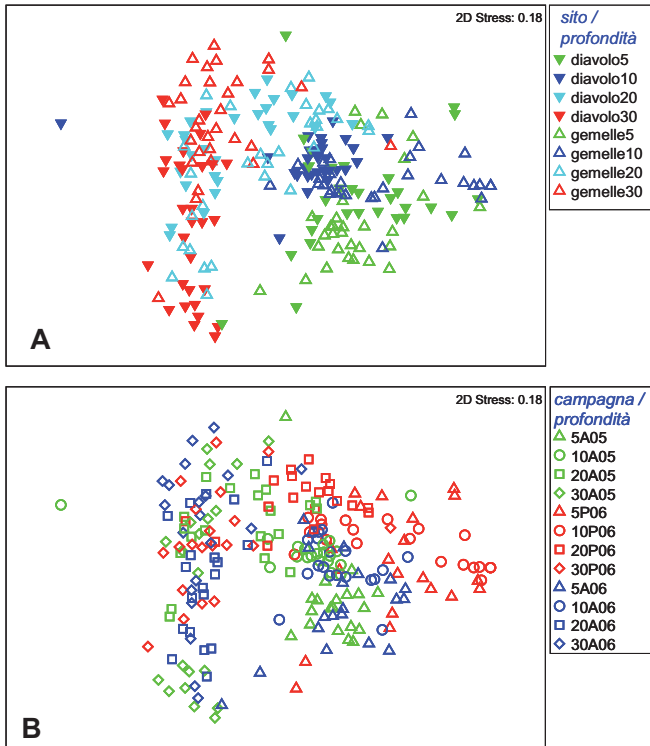 2D Stress: 0.18
sito /
profondità
diavolo5
diavolo10
diavolo20
diavolo30
gemelle5
gemelle10
gemelle20
gemelle30
A
2D Stress: 0.18
campagna /
profondità
5A05
10A05
20A05
30A05
5P06
10P06
20P06
30P06
5A06
10A06
20A06
30A06
B